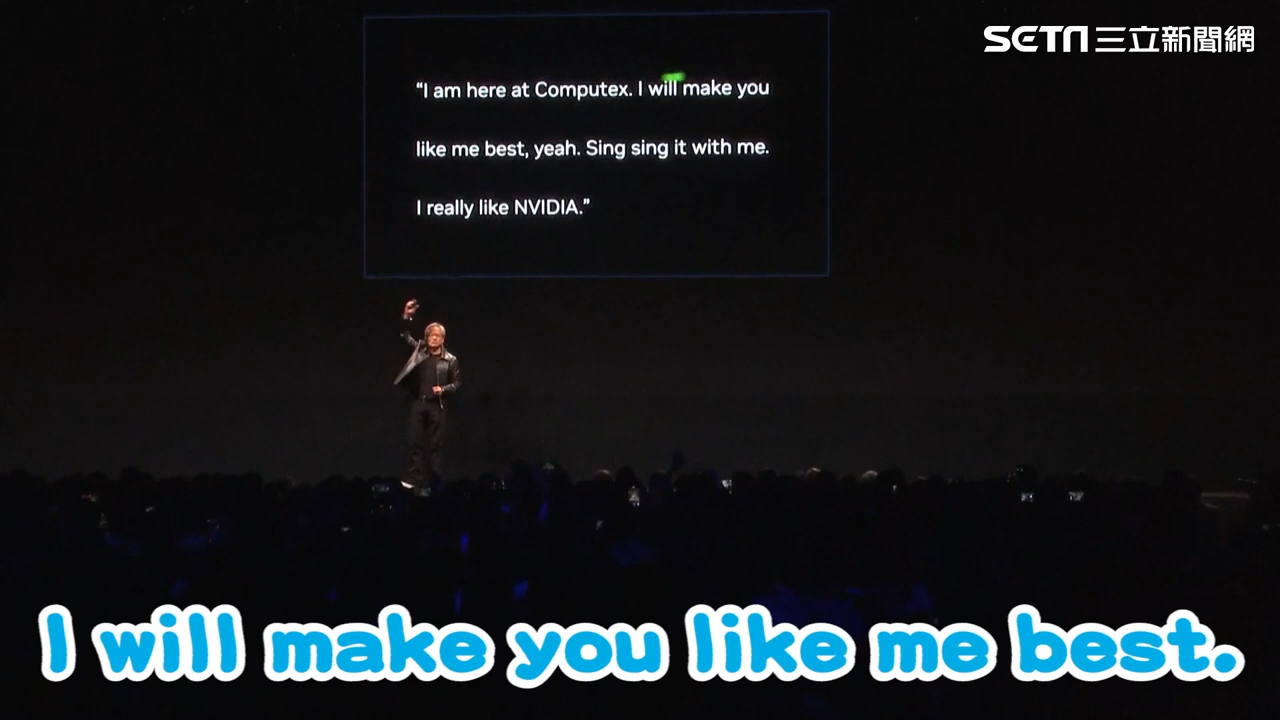 SETN三立新聞網
“I am here at Computex. I will make you
like me best, yeah. Sing sing it with me.
I really like NVIDIA.”
I will make you like me best.